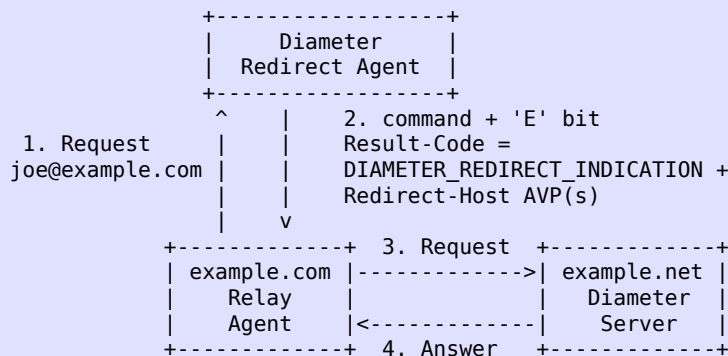 +------------------+
|     Diameter     |
|  Redirect Agent  |
+------------------+
^    |    2. command + 'E' bit
1. Request     |    |    Result-Code =
joe@example.com |    |    DIAMETER_REDIRECT_INDICATION +
|    |    Redirect-Host AVP(s)
|    v
+-------------+  3. Request  +-------------+
| example.com |------------->| example.net |
|    Relay    |              |   Diameter  |
|    Agent    |<-------------|    Server   |
+-------------+  4. Answer   +-------------+